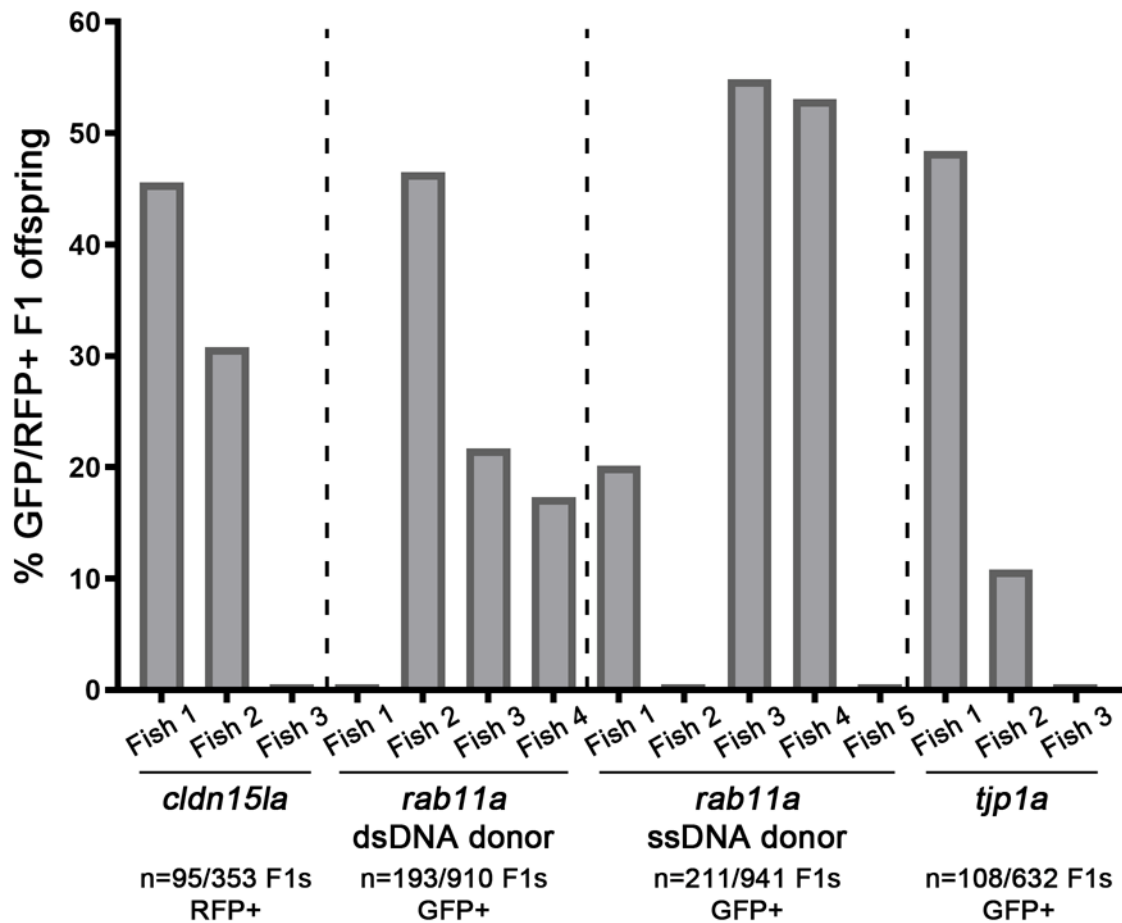 % GFP/RFP+ F1 offspring
60
50
40
30
20
10
0
Fish 1 Fish 2 Fish 3 Fish 1 Fish 2 Fish 3 Fish 4 Fish 1 Fish 2 Fish 3 Fish 4 Fish 5 Fish 1 Fish 2 Fish 3
cldn15la
n=95/353 F1s
RFP+
rab11a
dsDNA donor
n=193/910 F1s
GFP+
rab11a
ssDNA donor
n=211/941 F1s
GFP+
tjp1a
n=108/632 F1s
GFP+